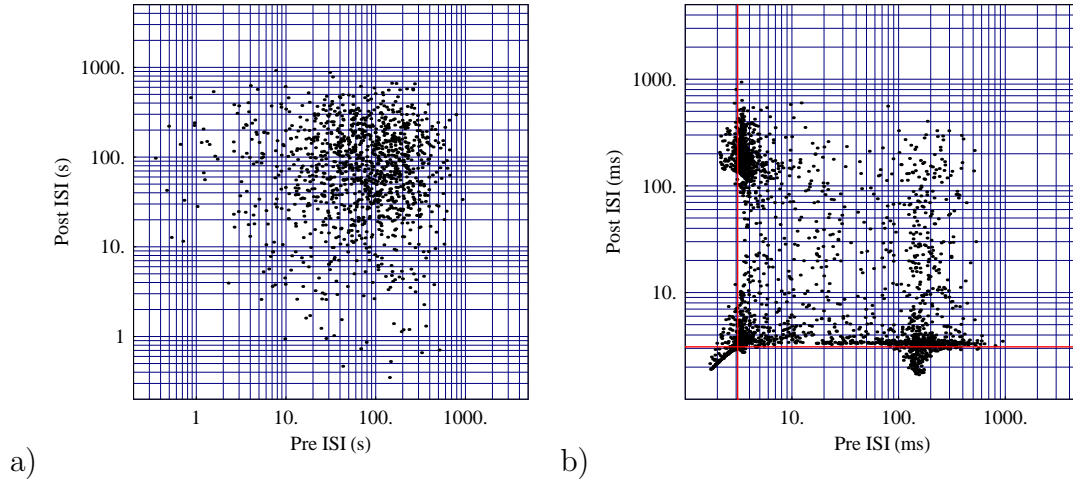 1000.
100.
10.
1
Post ISI (s)
1
10.
100.
1000.
Pre ISI (s)
a)
1000.
100.
10.
Post ISI (ms)
10.
100.
1000.
Pre ISI (ms)
b)